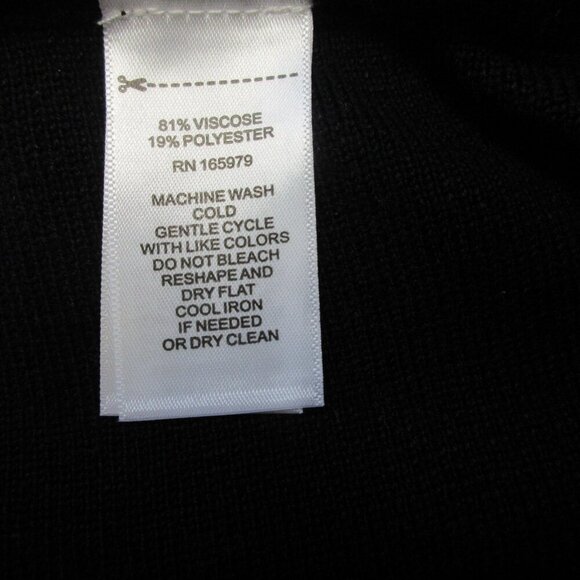 81% VISCOSE
19% POLYESTER
RN 165979
MACHINE WASH
COLD
GENTLE CYCLE
WITH LIKE COLORS
DO NOT BLEACH
RESHAPE AND
DRY FLAT
COOL IRON
IF NEEDED
OR DRY CLEAN